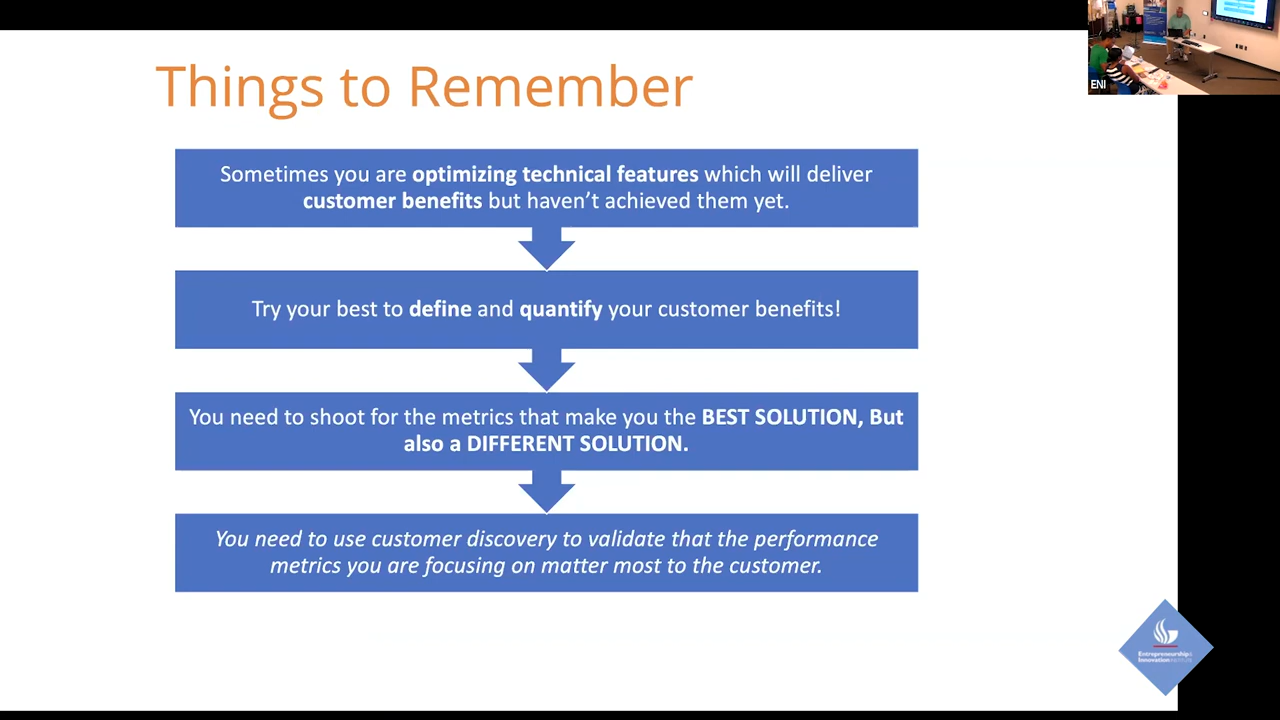 ENI
Things to Remember
Sometimes you are optimizing technical features which will deliver
customer benefits but haven’t achieved them yet.
Try your best to define and quantify your customer benefits!
You need to shoot for the metrics that make you the BEST SOLUTION, But
also a DIFFERENT SOLUTION.
You need to use customer discovery to validate that the performance
metrics you are focusing on matter most to the customer.
Entrepreneurship&
Innovation